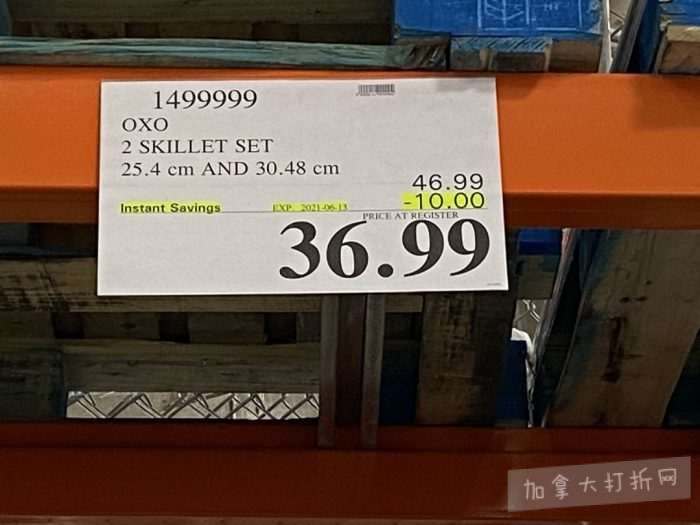 1499999
OXO
2 SKILLET SET
25.4 cm AND 30.48 cm
46.99
Instant Savings EXP. 2021-06-13 -10.00
PRICE AT REGISTER
36.99
加拿大打折网